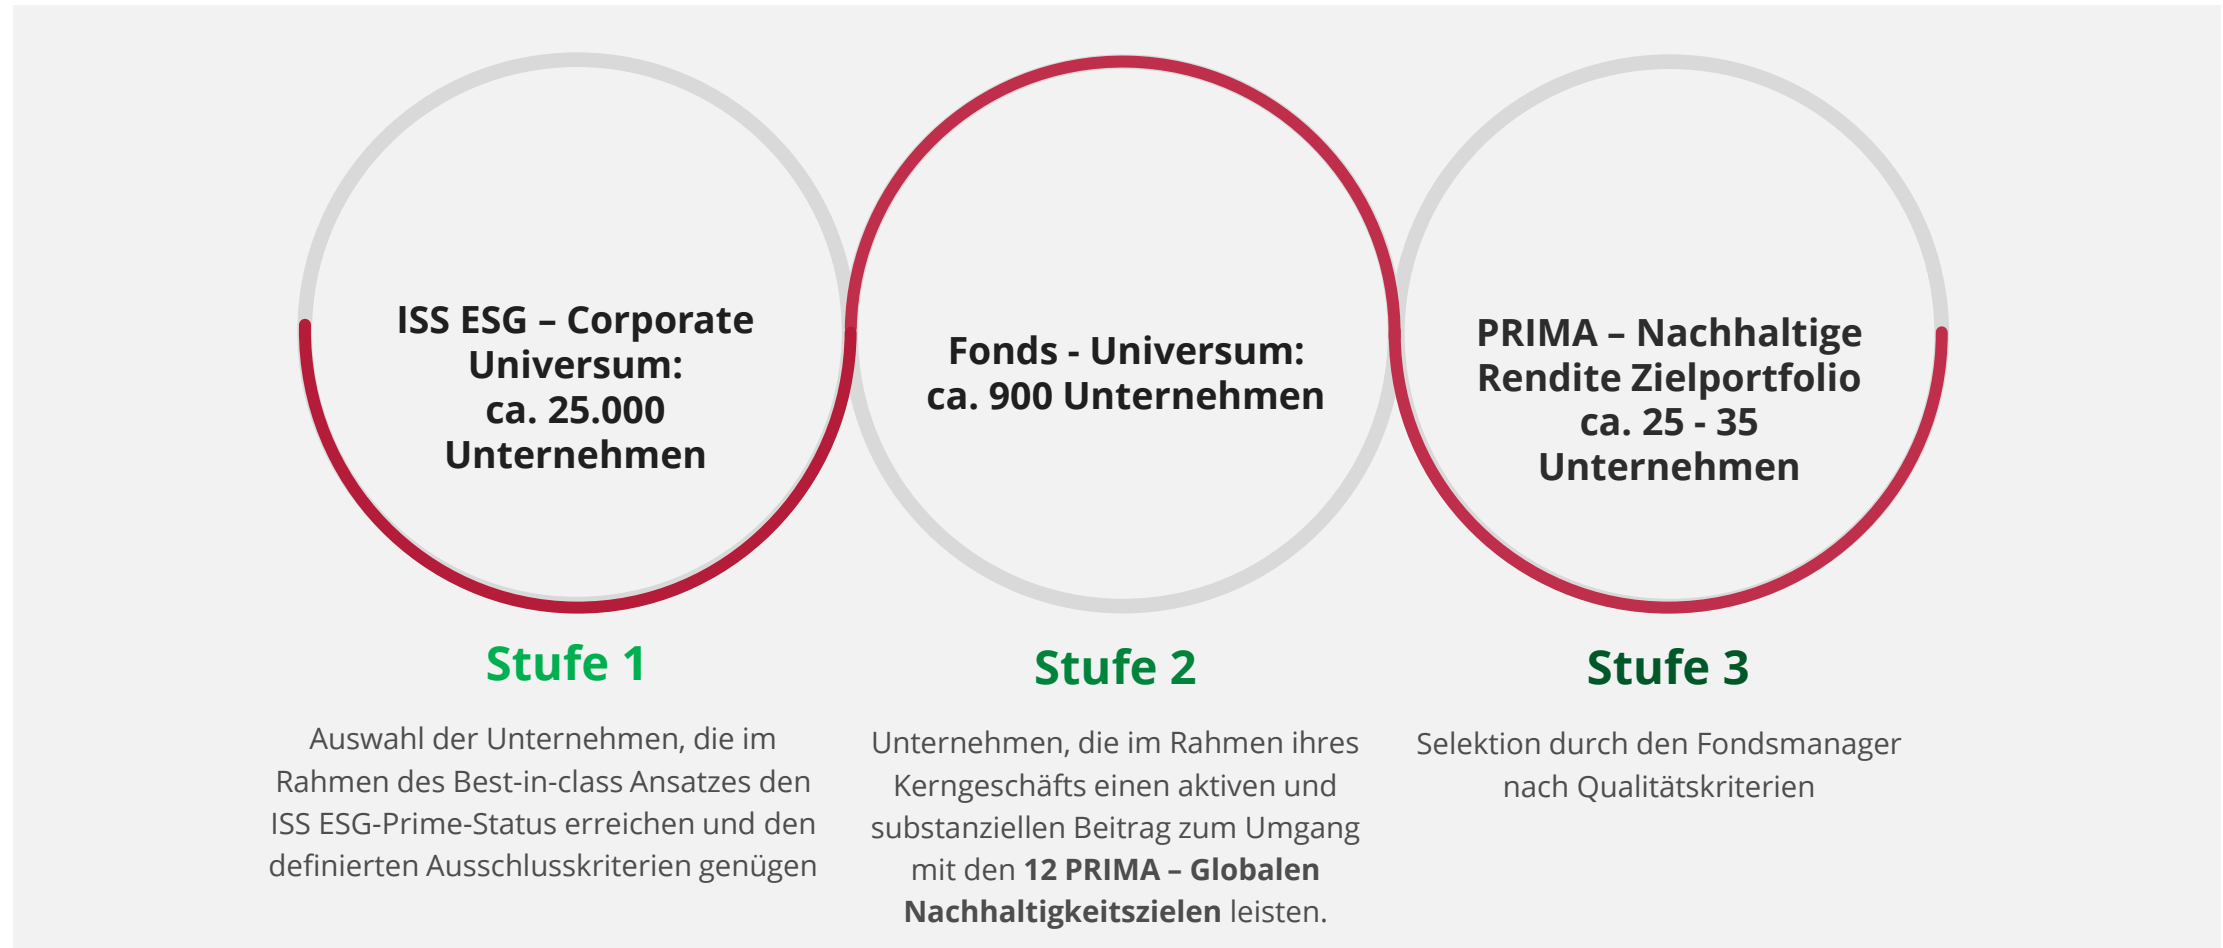 ISS ESG – Corporate
Universum:
ca. 25.000
Unternehmen
Fonds - Universum:
ca. 900 Unternehmen
PRIMA – Nachhaltige
Rendite Zielportfolio
ca. 25 - 35
Unternehmen
Stufe 1
Auswahl der Unternehmen, die im
Rahmen des Best-in-class Ansatzes den
ISS ESG-Prime-Status erreichen und den
definierten Ausschlusskriterien genügen
Stufe 2
Unternehmen, die im Rahmen ihres
Kerngeschäfts einen aktiven und
substanziellen Beitrag zum Umgang
mit den 12 PRIMA – Globalen
Nachhaltigkeitszielen leisten.
Stufe 3
Selektion durch den Fondsmanager
nach Qualitätskriterien